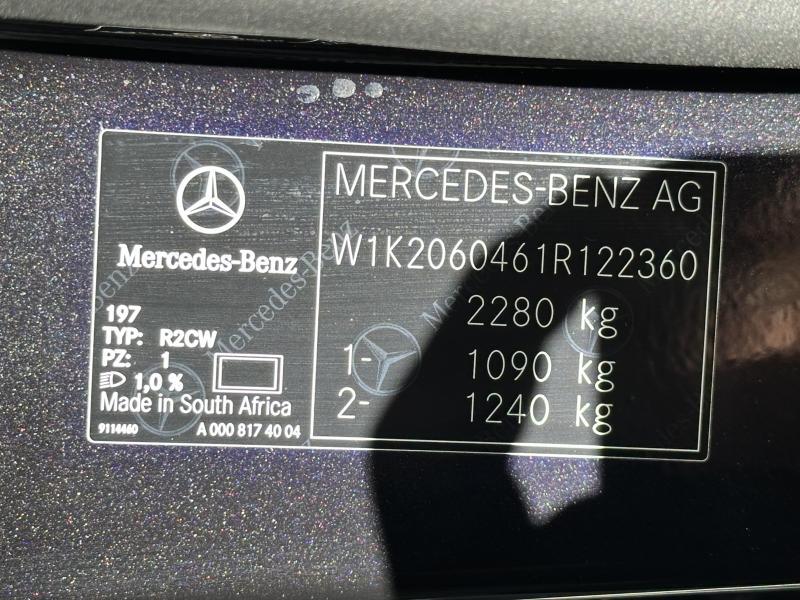 Mercedes-Benz
197
TYP: R2CW
PZ: 1
1,0 %
Made in South Africa
9114460 A 000 817 40 04
MERCEDES-BENZ AG
W1K2060461R122360
2280 kg
1- 1090 kg
2- 1240 kg